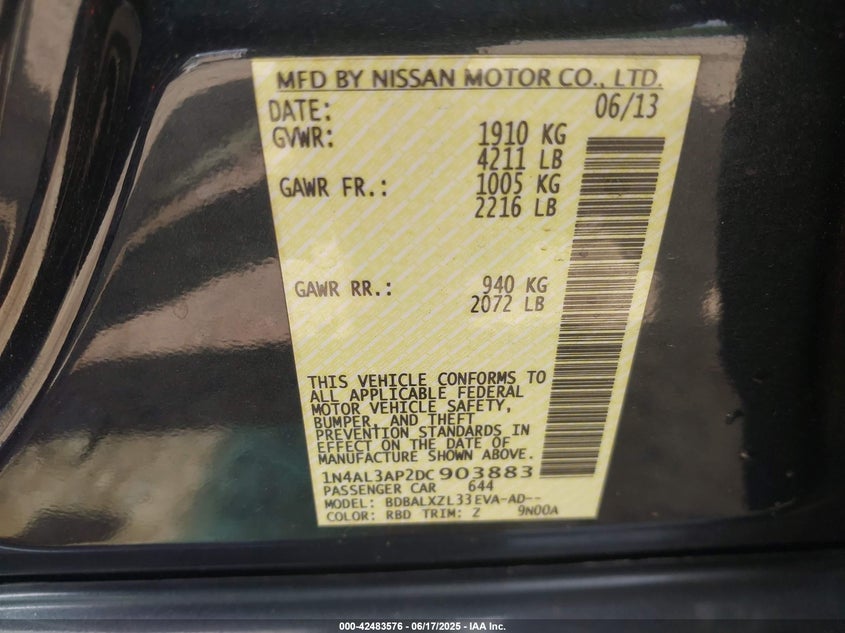 MFD BY NISSAN MOTOR CO., LTD.
DATE: 06/13
GVWR: 1910 KG
4211 LB
GAWR FR.: 1005 KG
2216 LB
GAWR RR.: 940 KG
2072 LB
THIS VEHICLE CONFORMS TO
ALL APPLICABLE FEDERAL
MOTOR VEHICLE SAFETY,
BUMPER, AND THEFT
PREVENTION STANDARDS IN
EFFECT ON THE DATE OF
MANUFACTURE SHOWN ABOVE.
1N4AL3AP2DC903883
PASSENGER CAR 644
MODEL: BDBALXZL33EVA-AD--
COLOR: RBD TRIM: Z 9N00A
000-42483576 - 06/17/2025 - IAA Inc.